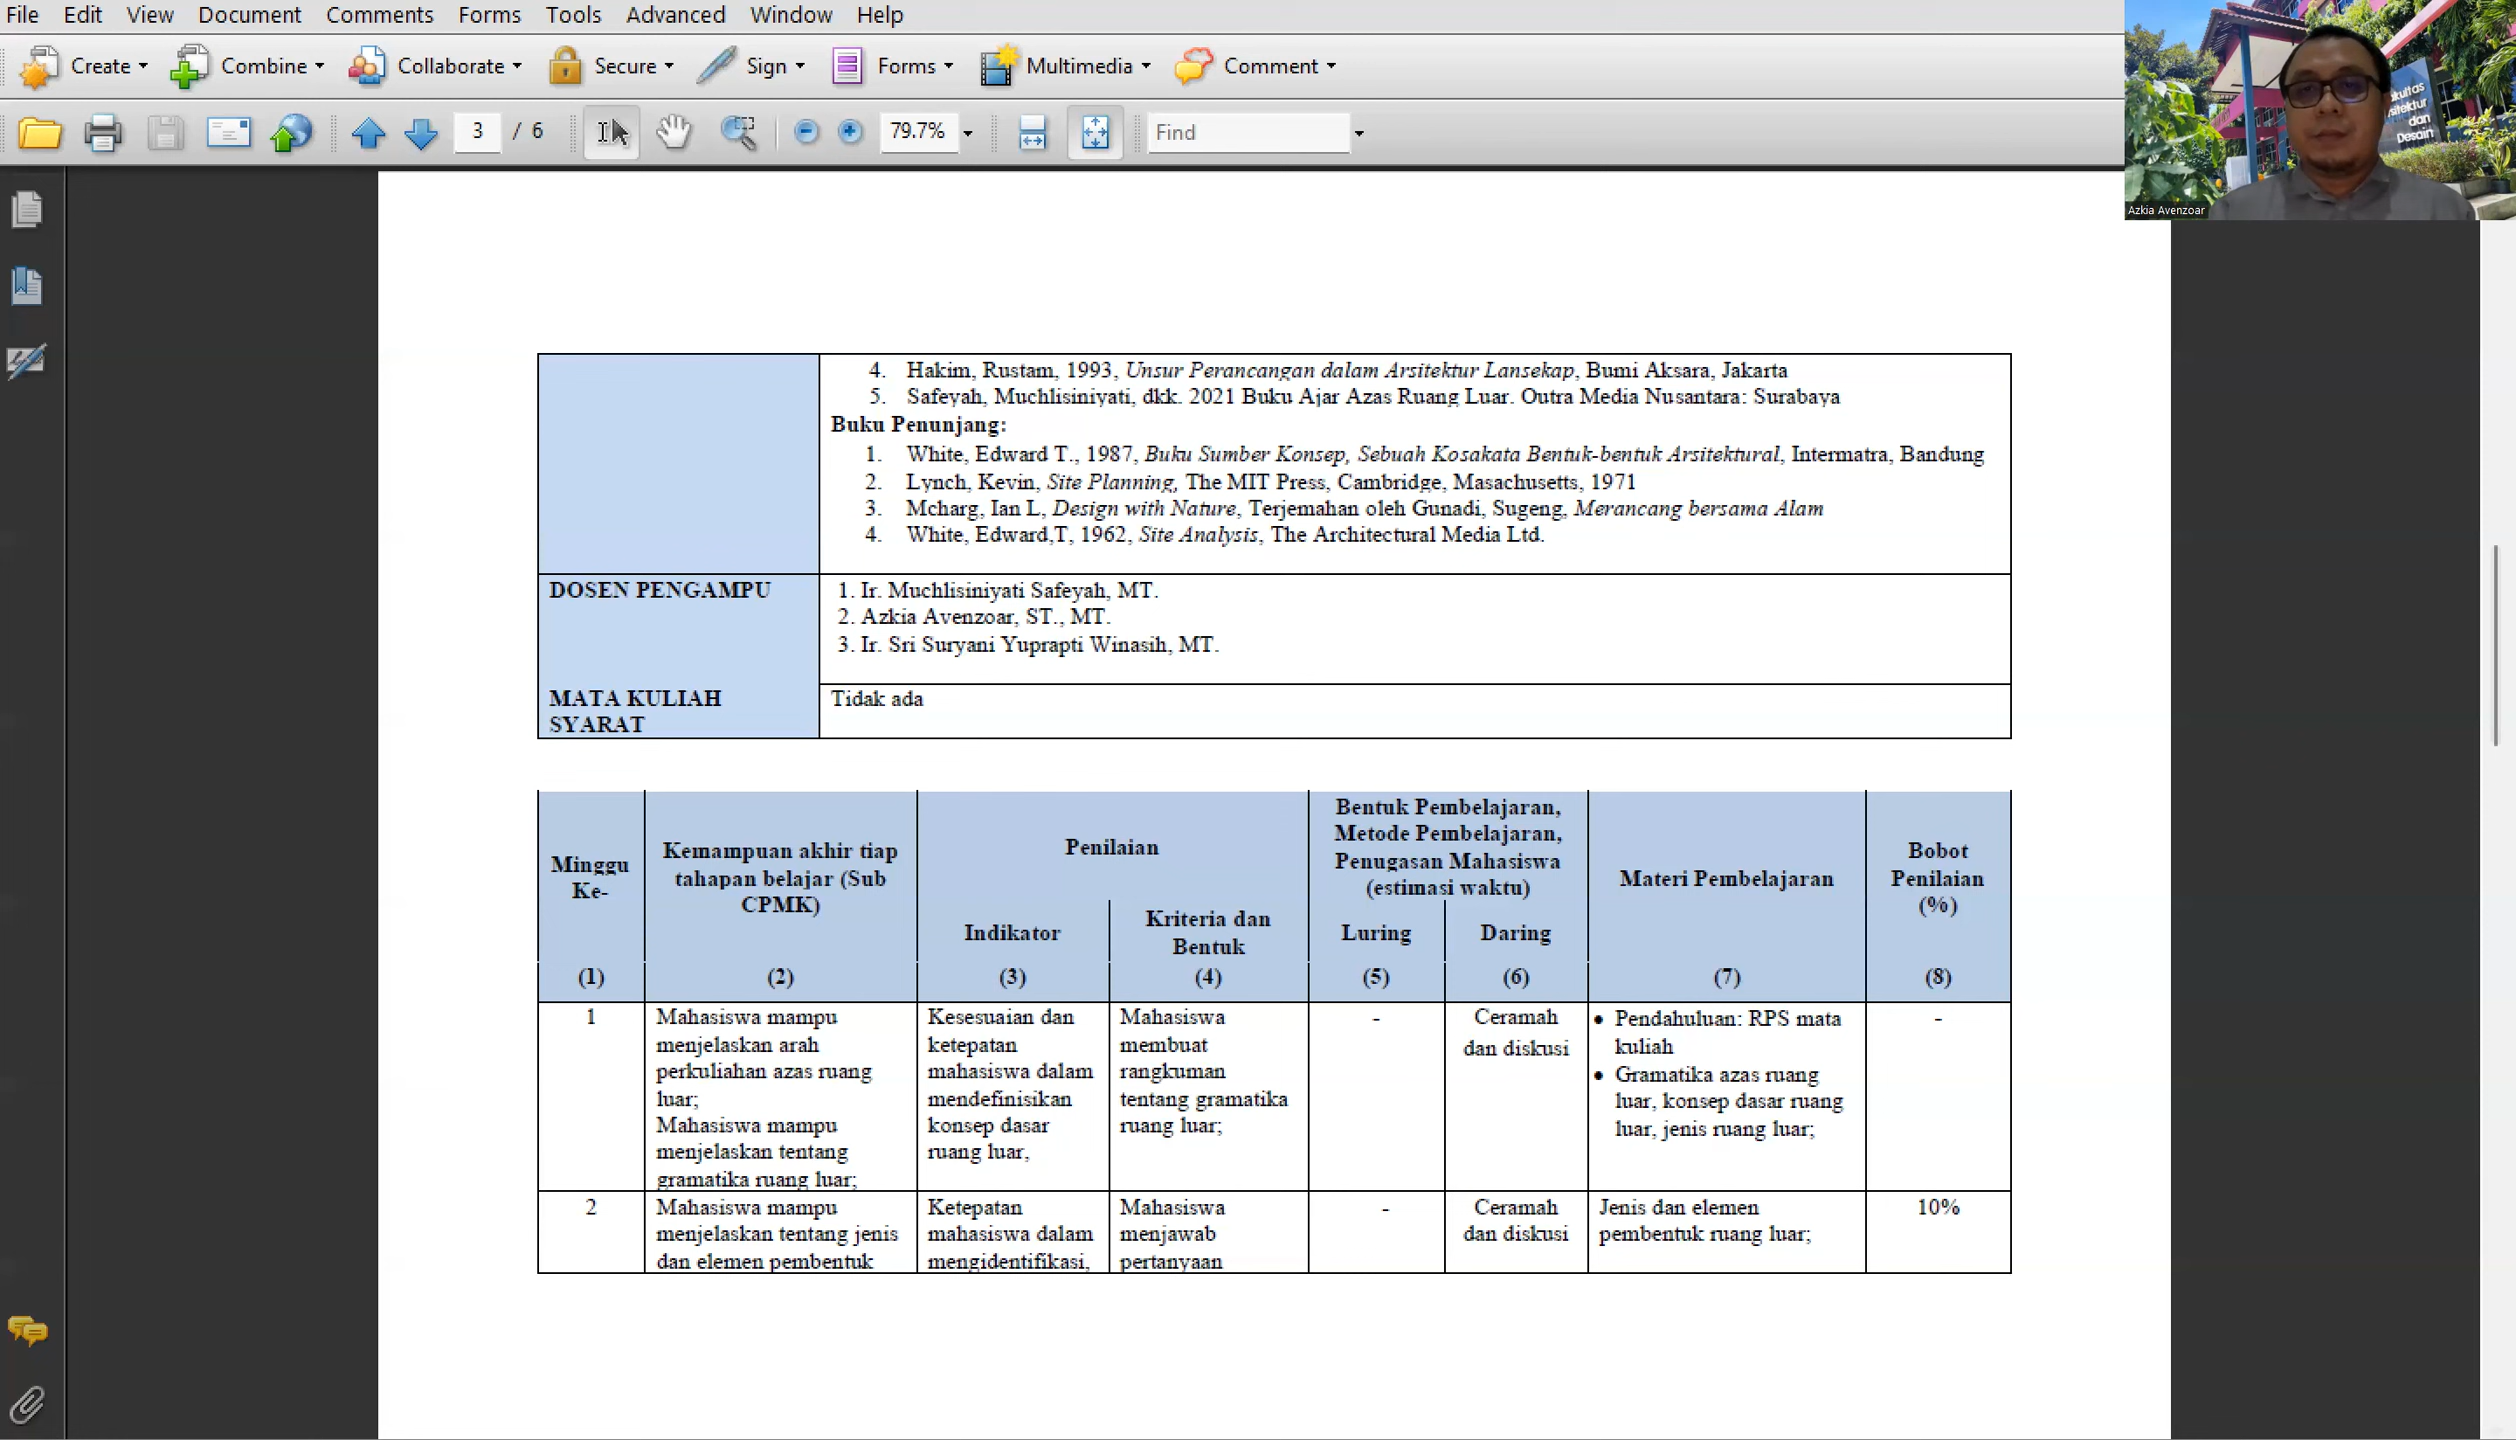 File Edit View Document Comments Forms Tools Advanced Window Help
Create Combine Collaborate Secure Sign Forms Multimedia Comment
3 / 6 79.7% Find
Fakultas
Arsitektur
dan
Desain
Azkia Avenzoar
4. Hakim, Rustam, 1993, Unsur Perancangan dalam Arsitektur Lansekap, Bumi Aksara, Jakarta
5. Safeyah, Muchlisiniyati, dkk. 2021 Buku Ajar Azas Ruang Luar. Outra Media Nusantara: Surabaya
Buku Penunjang:
1. White, Edward T., 1987, Buku Sumber Konsep, Sebuah Kosakata Bentuk-bentuk Arsitektural, Intermatra, Bandung
2. Lynch, Kevin, Site Planning, The MIT Press, Cambridge, Masachusetts, 1971
3. Mcharg, Ian L, Design with Nature, Terjemahan oleh Gunadi, Sugeng, Merancang bersama Alam
4. White, Edward,T, 1962, Site Analysis, The Architectural Media Ltd.
DOSEN PENGAMPU
1. Ir. Muchlisiniyati Safeyah, MT.
2. Azkia Avenzoar, ST., MT.
3. Ir. Sri Suryani Yuprapti Winasih, MT.
MATA KULIAH
SYARAT
Tidak ada
Minggu
Ke-
(1)
Kemampuan akhir tiap
tahapan belajar (Sub
CPMK)
(2)
Penilaian
Indikator
(3)
Kriteria dan
Bentuk
(4)
Bentuk Pembelajaran,
Metode Pembelajaran,
Penugasan Mahasiswa
(estimasi waktu)
Luring
(5)
Daring
(6)
Materi Pembelajaran
(7)
Bobot
Penilaian
(%)
(8)
1
Mahasiswa mampu
menjelaskan arah
perkuliahan azas ruang
luar;
Mahasiswa mampu
menjelaskan tentang
gramatika ruang luar;
Kesesuaian dan
ketepatan
mahasiswa dalam
mendefinisikan
konsep dasar
ruang luar,
Mahasiswa
membuat
rangkuman
tentang gramatika
ruang luar;
-
Ceramah
dan diskusi
• Pendahuluan: RPS mata
kuliah
• Gramatika azas ruang
luar, konsep dasar ruang
luar, jenis ruang luar;
-
2
Mahasiswa mampu
menjelaskan tentang jenis
dan elemen pembentuk
Ketepatan
mahasiswa dalam
mengidentifikasi,
Mahasiswa
menjawab
pertanyaan
-
Ceramah
dan diskusi
Jenis dan elemen
pembentuk ruang luar;
10%